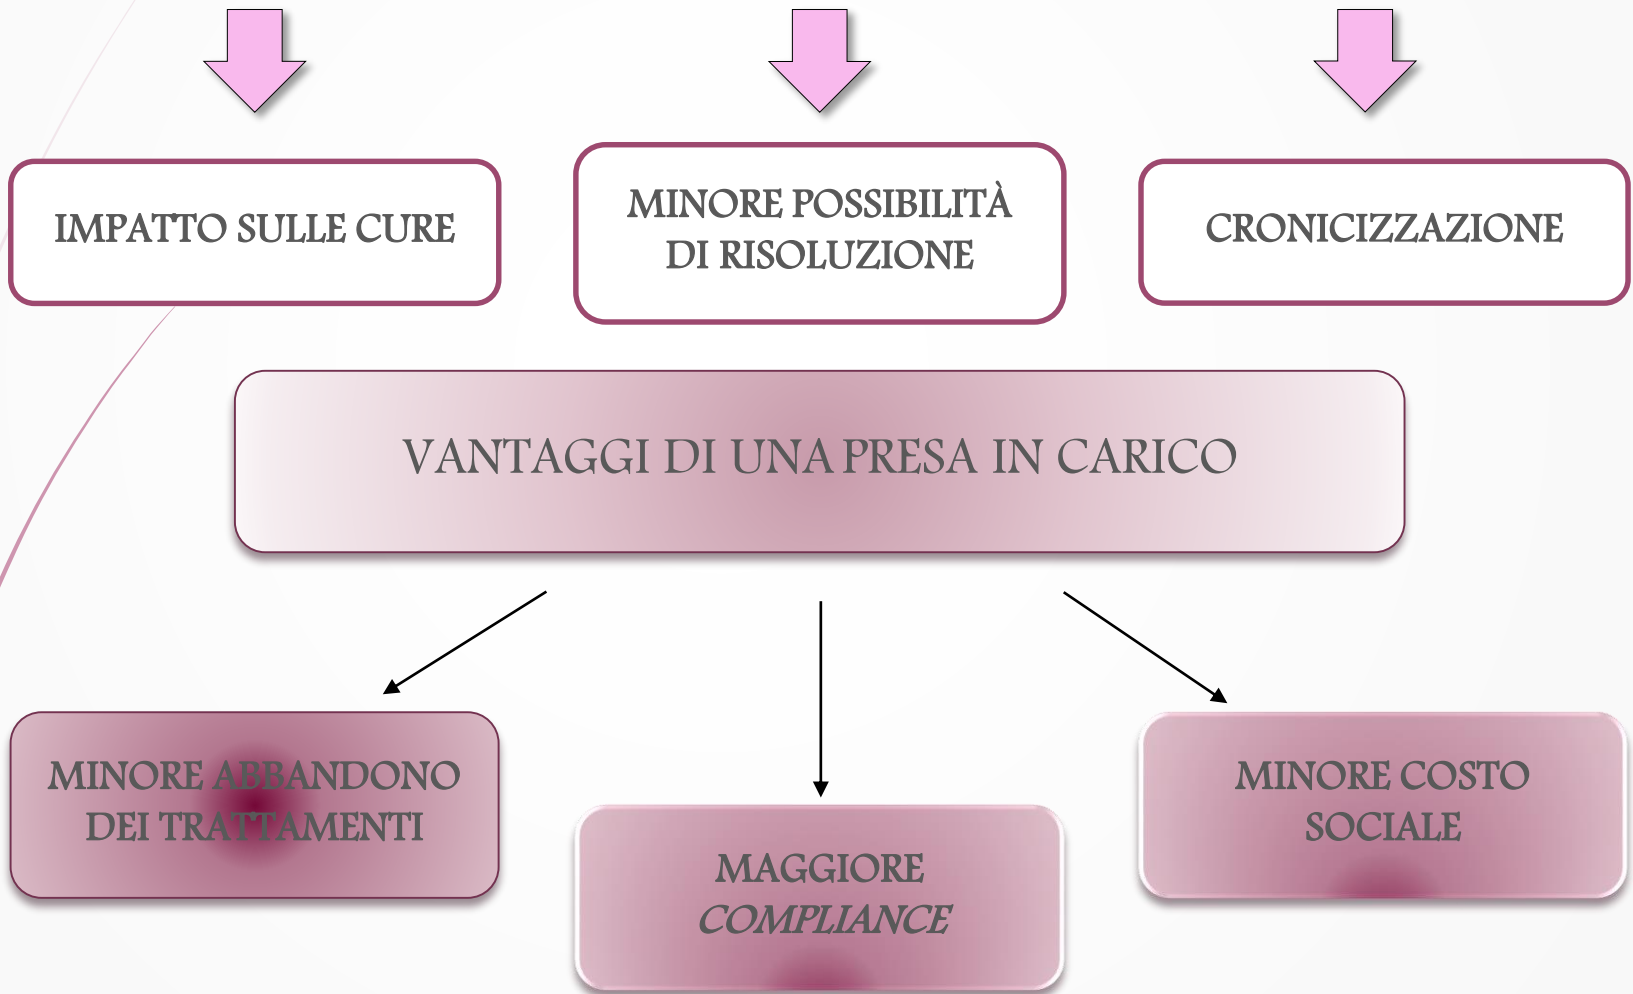 IMPATTO SULLE CURE
MINORE POSSIBILITÀ
DI RISOLUZIONE
CRONICIZZAZIONE
VANTAGGI DI UNA PRESA IN CARICO
MINORE ABBANDONO
DEI TRATTAMENTI
MAGGIORE
COMPLIANCE
MINORE COSTO
SOCIALE